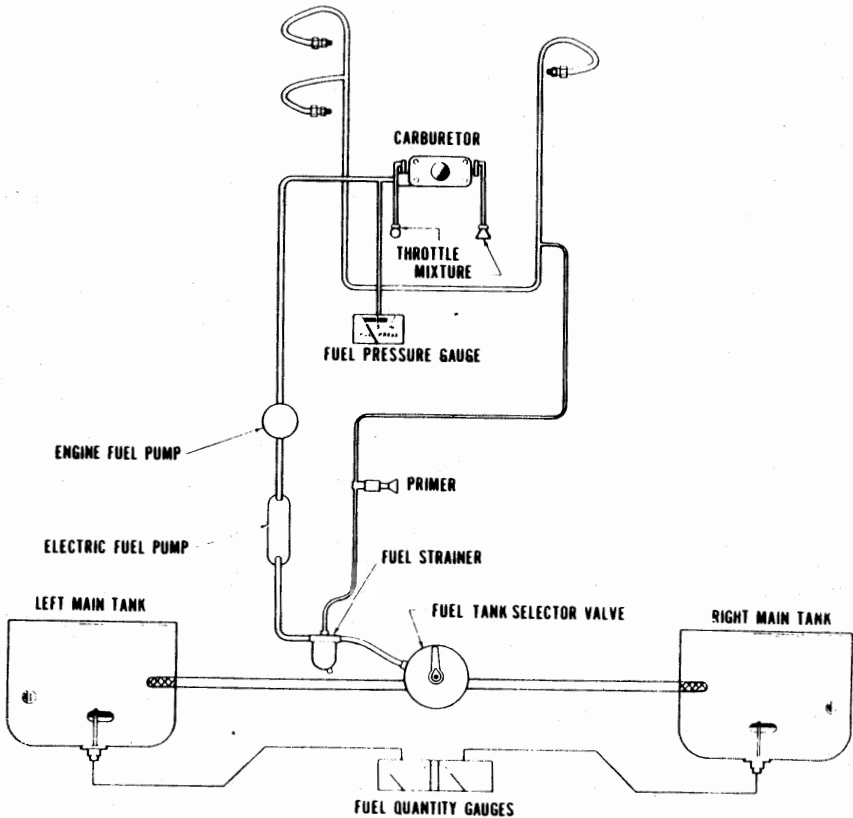 CARBURETOR
THROTTLE
MIXTURE
FUEL PRESSURE GAUGE
ENGINE FUEL PUMP
PRIMER
ELECTRIC FUEL PUMP
FUEL STRAINER
LEFT MAIN TANK
FUEL TANK SELECTOR VALVE
RIGHT MAIN TANK
FUEL QUANTITY GAUGES